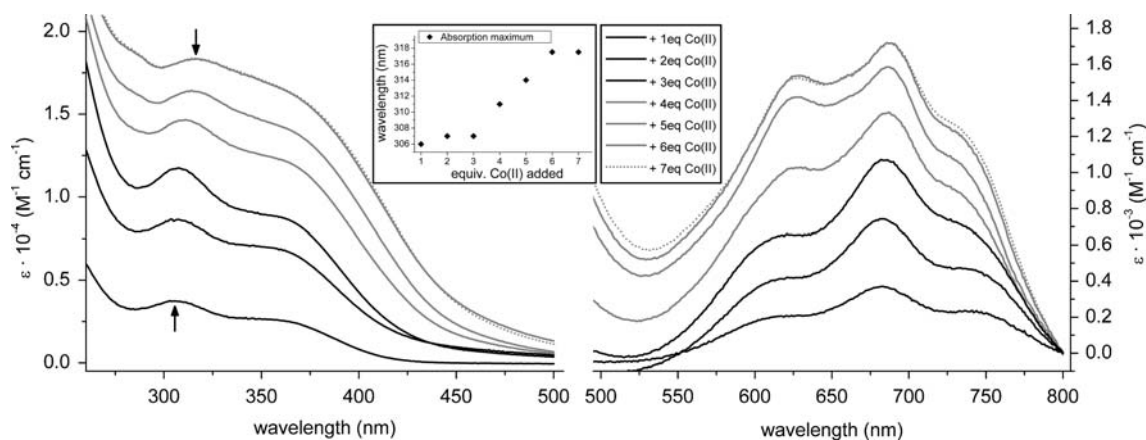 2.0
1.5
1.0
0.5
0.0
ε · 10⁻⁴ (M⁻¹ cm⁻¹)
300
350
400
450
500
wavelength (nm)
Absorption maximum
318
316
314
312
310
308
306
wavelength (nm)
1
2
3
4
5
6
7
equiv. Co(II) added
+ 1eq Co(II)
+ 2eq Co(II)
+ 3eq Co(II)
+ 4eq Co(II)
+ 5eq Co(II)
+ 6eq Co(II)
+ 7eq Co(II)
500
550
600
650
700
750
800
wavelength (nm)
1.8
1.6
1.4
1.2
1.0
0.8
0.6
0.4
0.2
0.0
ε · 10⁻³ (M⁻¹ cm⁻¹)